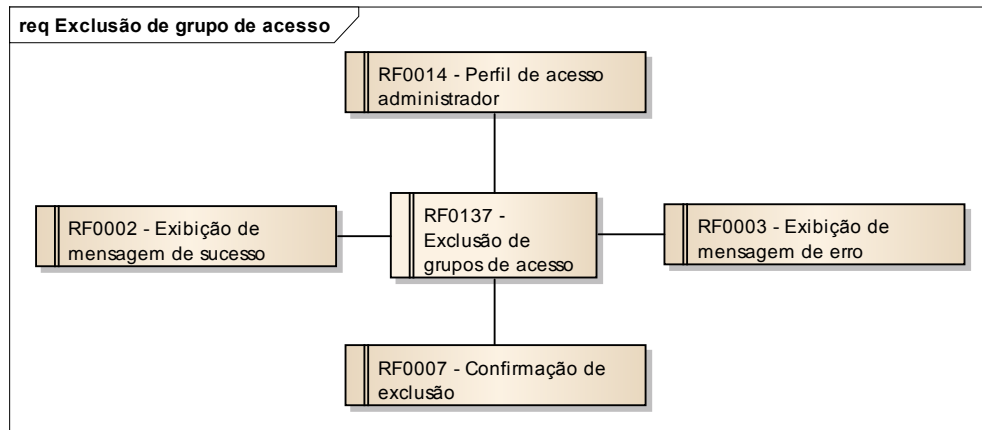 req Exclusão de grupo de acesso
RF0014 - Perfil de acesso
administrador
RF0002 - Exibição de
mensagem de sucesso
RF0137 -
Exclusão de
grupos de acesso
RF0003 - Exibição de
mensagem de erro
RF0007 - Confirmação de
exclusão